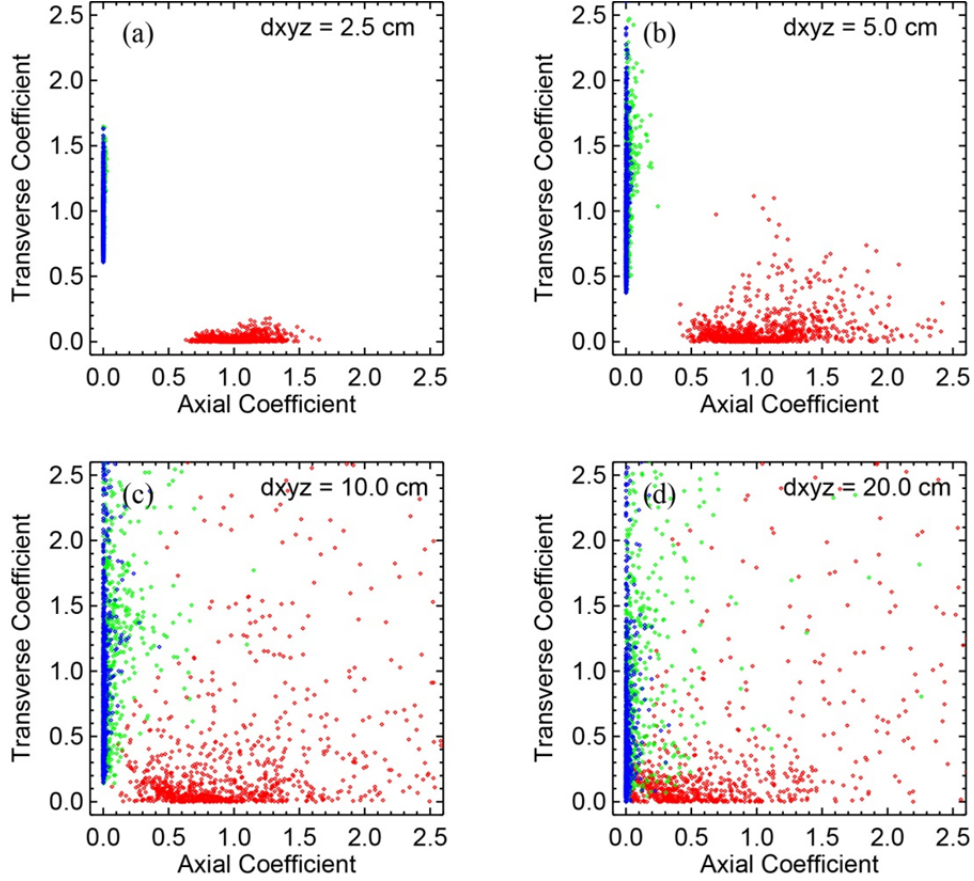 (a) dxyz = 2.5 cm
2.5
2.0
1.5
1.0
0.5
0.0
Transverse Coefficient
0.0 0.5 1.0 1.5 2.0 2.5
Axial Coefficient
(b) dxyz = 5.0 cm
2.5
2.0
1.5
1.0
0.5
0.0
Transverse Coefficient
0.0 0.5 1.0 1.5 2.0 2.5
Axial Coefficient
(c) dxyz = 10.0 cm
2.5
2.0
1.5
1.0
0.5
0.0
Transverse Coefficient
0.0 0.5 1.0 1.5 2.0 2.5
Axial Coefficient
(d) dxyz = 20.0 cm
2.5
2.0
1.5
1.0
0.5
0.0
Transverse Coefficient
0.0 0.5 1.0 1.5 2.0 2.5
Axial Coefficient